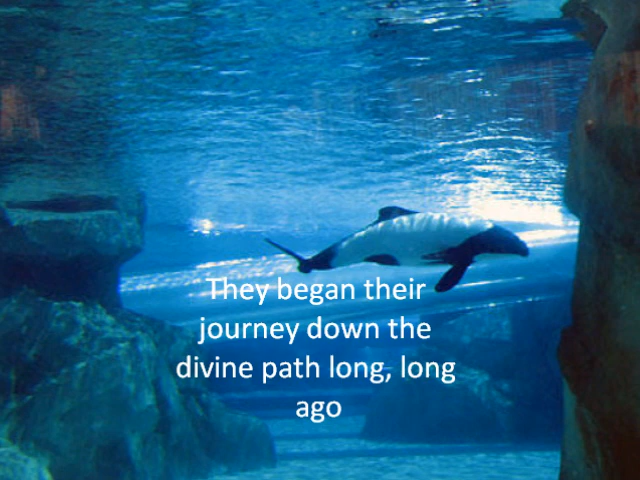 They began their
journey down the
divine path long, long
ago